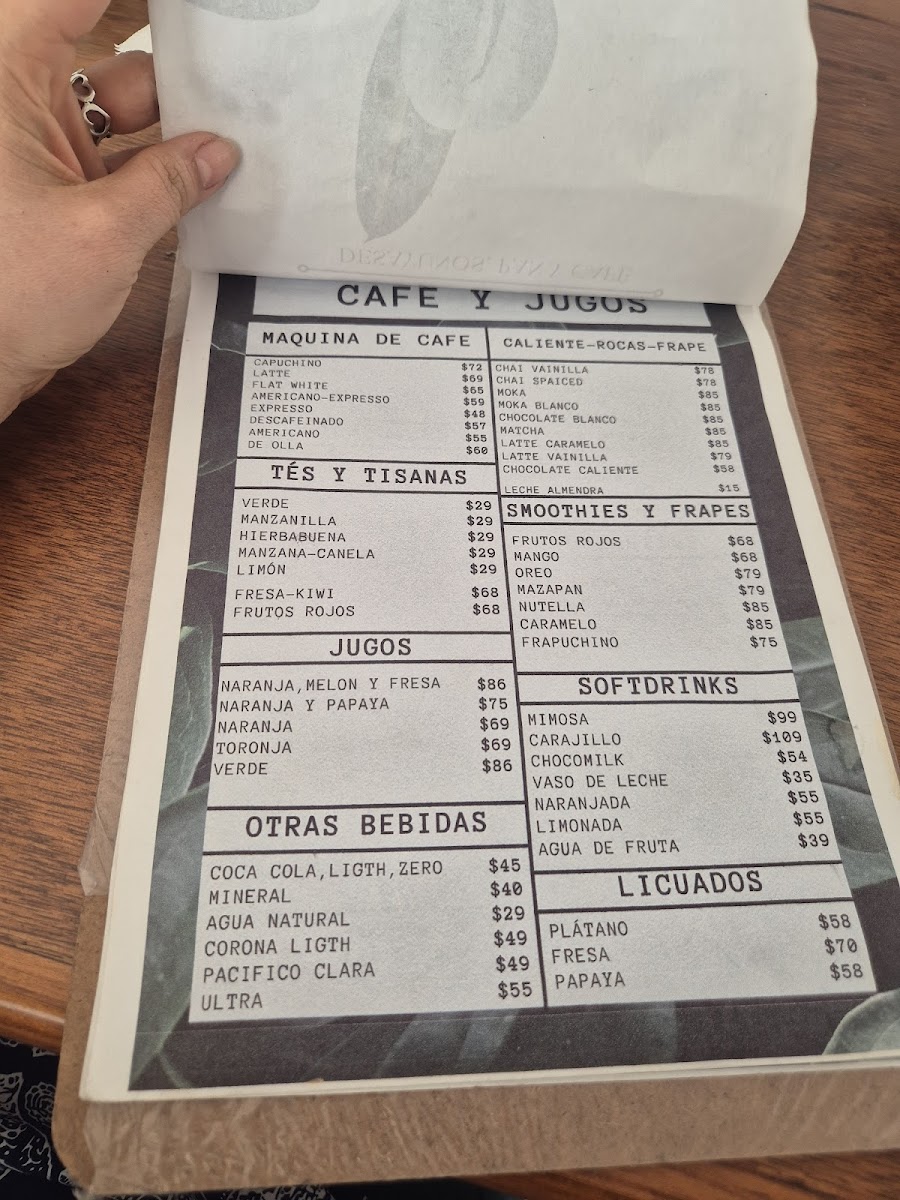 DESAYUNOS, PAN Y CAFE
CAFE Y JUGOS
MAQUINA DE CAFE
CAPUCHINO $72
LATTE $69
FLAT WHITE $65
AMERICANO-EXPRESSO $59
EXPRESSO $48
DESCAFEINADO $57
AMERICANO $55
DE OLLA $60
TÉS Y TISANAS
VERDE $29
MANZANILLA $29
HIERBABUENA $29
MANZANA-CANELA $29
LIMÓN $29
FRESA-KIWI $68
FRUTOS ROJOS $68
JUGOS
NARANJA,MELON Y FRESA $86
NARANJA Y PAPAYA $75
NARANJA $69
TORONJA $69
VERDE $86
OTRAS BEBIDAS
COCA COLA,LIGTH,ZERO $45
MINERAL $40
AGUA NATURAL $29
CORONA LIGTH $49
PACIFICO CLARA $49
ULTRA $55
CALIENTE-ROCAS-FRAPE
CHAI VAINILLA $78
CHAI SPAICED $78
MOKA $85
MOKA BLANCO $85
CHOCOLATE BLANCO $85
MATCHA $85
LATTE CARAMELO $85
LATTE VAINILLA $79
CHOCOLATE CALIENTE $58
LECHE ALMENDRA $15
SMOOTHIES Y FRAPES
FRUTOS ROJOS $68
MANGO $68
OREO $79
MAZAPAN $79
NUTELLA $85
CARAMELO $85
FRAPUCHINO $75
SOFTDRINKS
MIMOSA $99
CARAJILLO $109
CHOCOMILK $54
VASO DE LECHE $35
NARANJADA $55
LIMONADA $55
AGUA DE FRUTA $39
LICUADOS
PLÁTANO $58
FRESA $70
PAPAYA $58